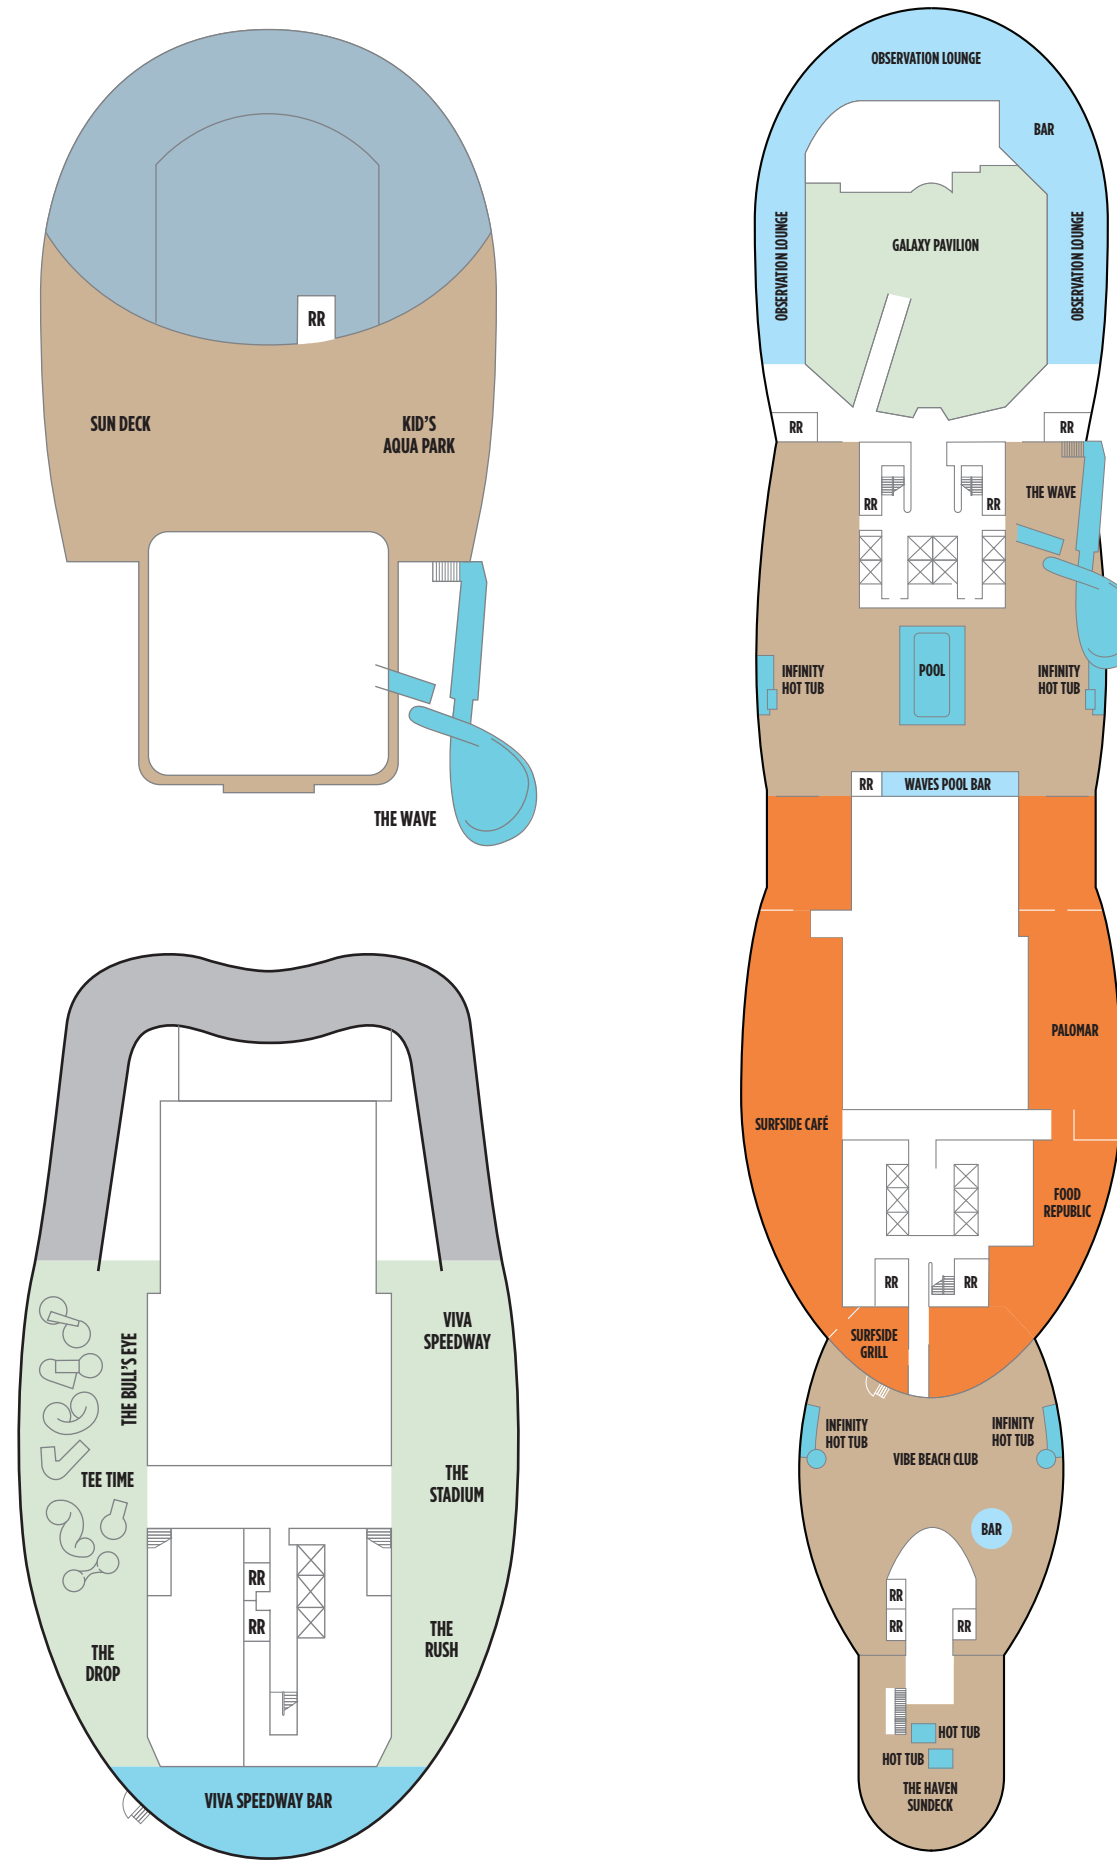 RR
SUN DECK
KID'S
AQUA PARK
THE WAVE
VIVA
SPEEDWAY
THE BULL'S EYE
TEE TIME
THE
STADIUM
RR
RR
THE
DROP
THE
RUSH
VIVA SPEEDWAY BAR
OBSERVATION LOUNGE
BAR
OBSERVATION LOUNGE
GALAXY PAVILION
OBSERVATION LOUNGE
RR
RR
THE WAVE
RR
RR
INFINITY
HOT TUB
POOL
INFINITY
HOT TUB
RR
WAVES POOL BAR
PALOMAR
SURFSIDE CAFÉ
FOOD
REPUBLIC
RR
RR
SURFSIDE
GRILL
INFINITY
HOT TUB
INFINITY
HOT TUB
VIBE BEACH CLUB
BAR
RR
RR
RR
HOT TUB
HOT TUB
THE HAVEN
SUNDECK